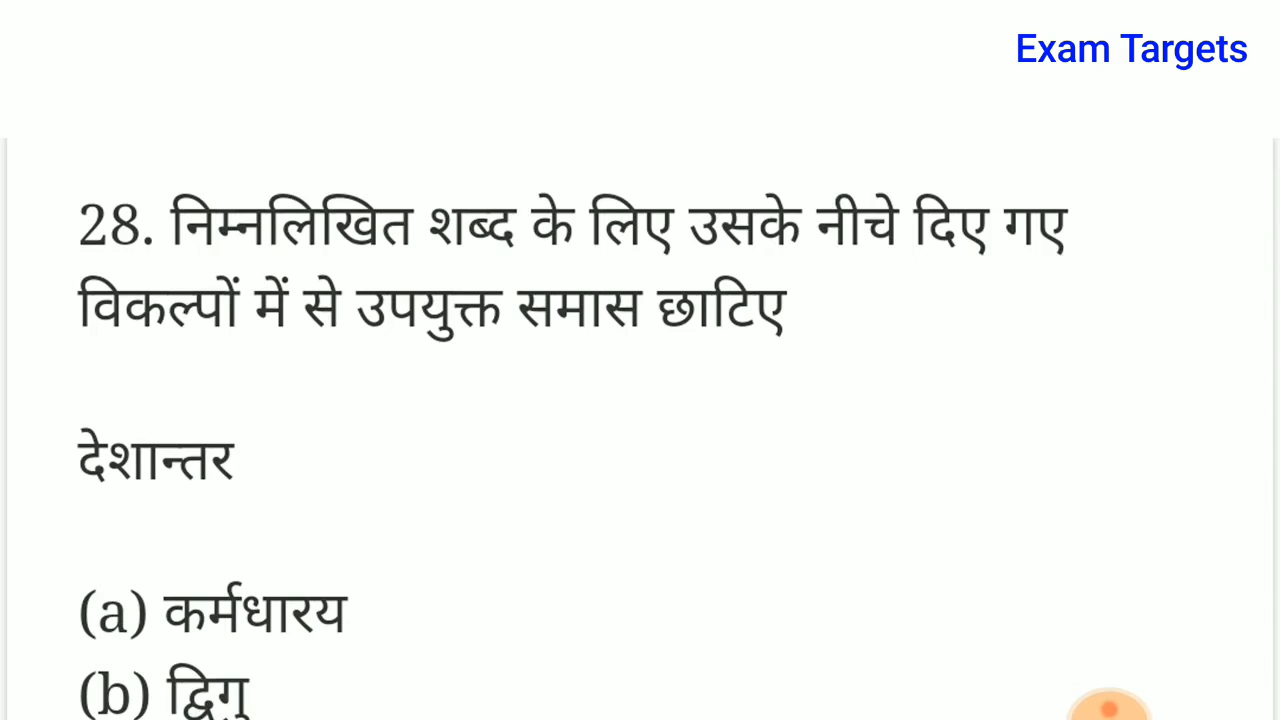 Exam Targets
28. निम्नलिखित शब्द के लिए उसके नीचे दिए गए
विकल्पों में से उपयुक्त समास छाटिए
देशान्तर
(a) कर्मधारय
(b) द्विगु